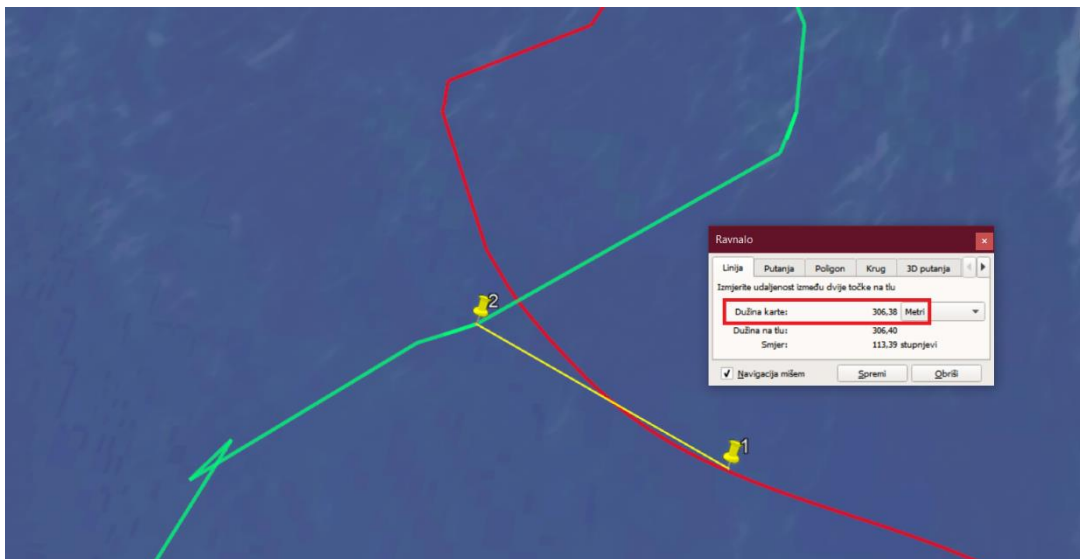 2
1
Ravnalo
Linija Putanja Poligon Krug 3D putanja
Izmjerite udaljenost između dvije točke na tlu
Dužina karte: 306,38 Metri
Dužina na tlu: 306,40
Smjer: 113,39 stupnjevi
Navigacija mišem Spremi Obriši